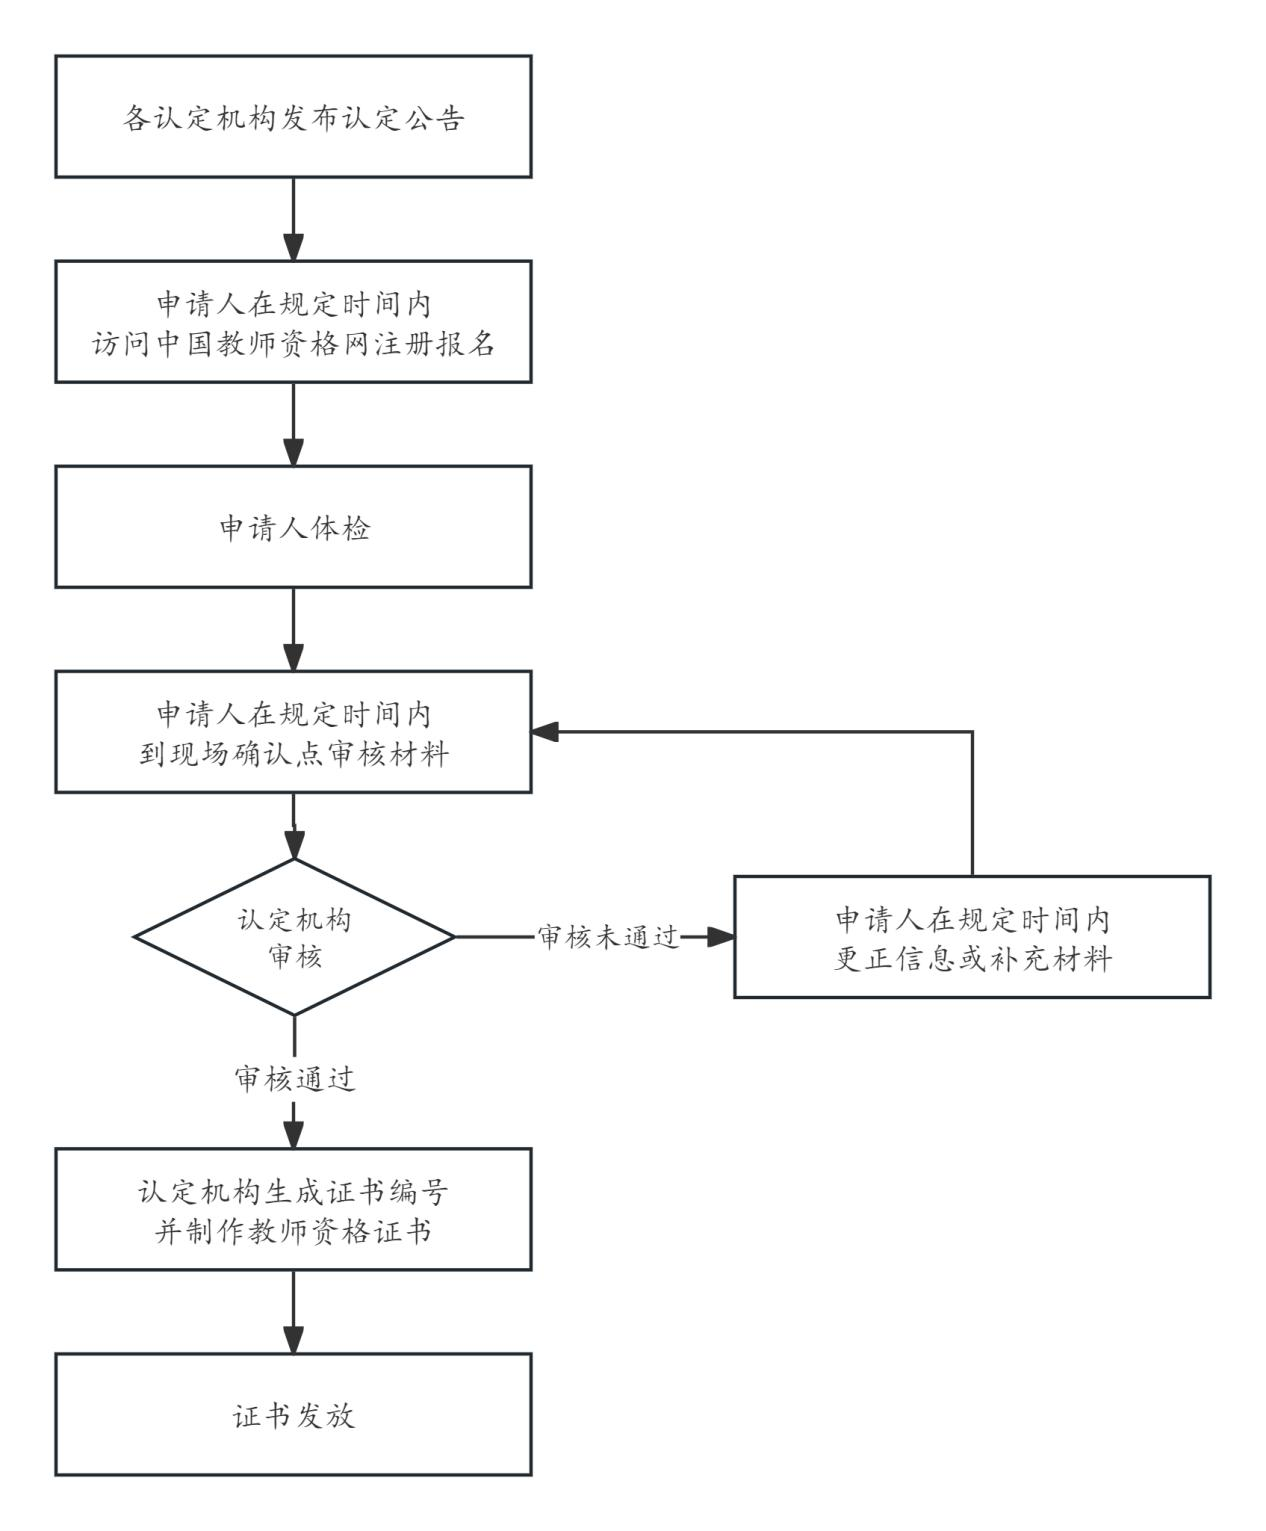 各认定机构发布认定公告
申请人在规定时间内
访问中国教师资格网注册报名
申请人体检
申请人在规定时间内
到现场确认点审核材料
认定机构
审核
审核未通过
申请人在规定时间内
更正信息或补充材料
审核通过
认定机构生成证书编号
并制作教师资格证书
证书发放